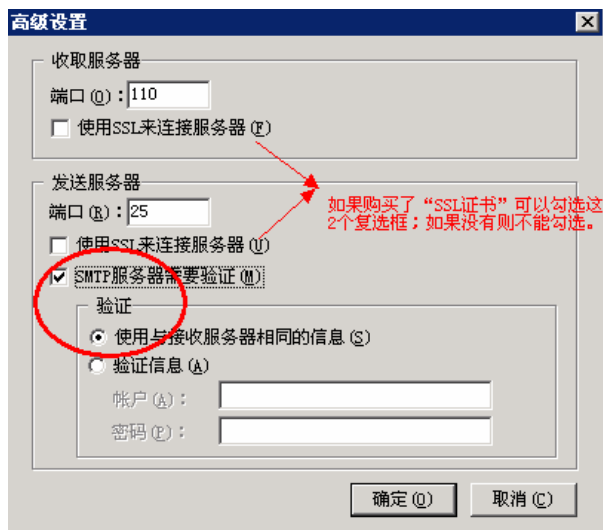 高级设置
收取服务器
端口(O)：110
使用SSL来连接服务器(F)
发送服务器
端口(R)：25
如果购买了“SSL证书”可以勾选这
2个复选框；如果没有则不能勾选。
使用SSL来连接服务器(U)
SMTP服务器需要验证(M)
验证
使用与接收服务器相同的信息(S)
验证信息(A)
帐户(A)：
密码(P)：
确定(O)
取消(C)